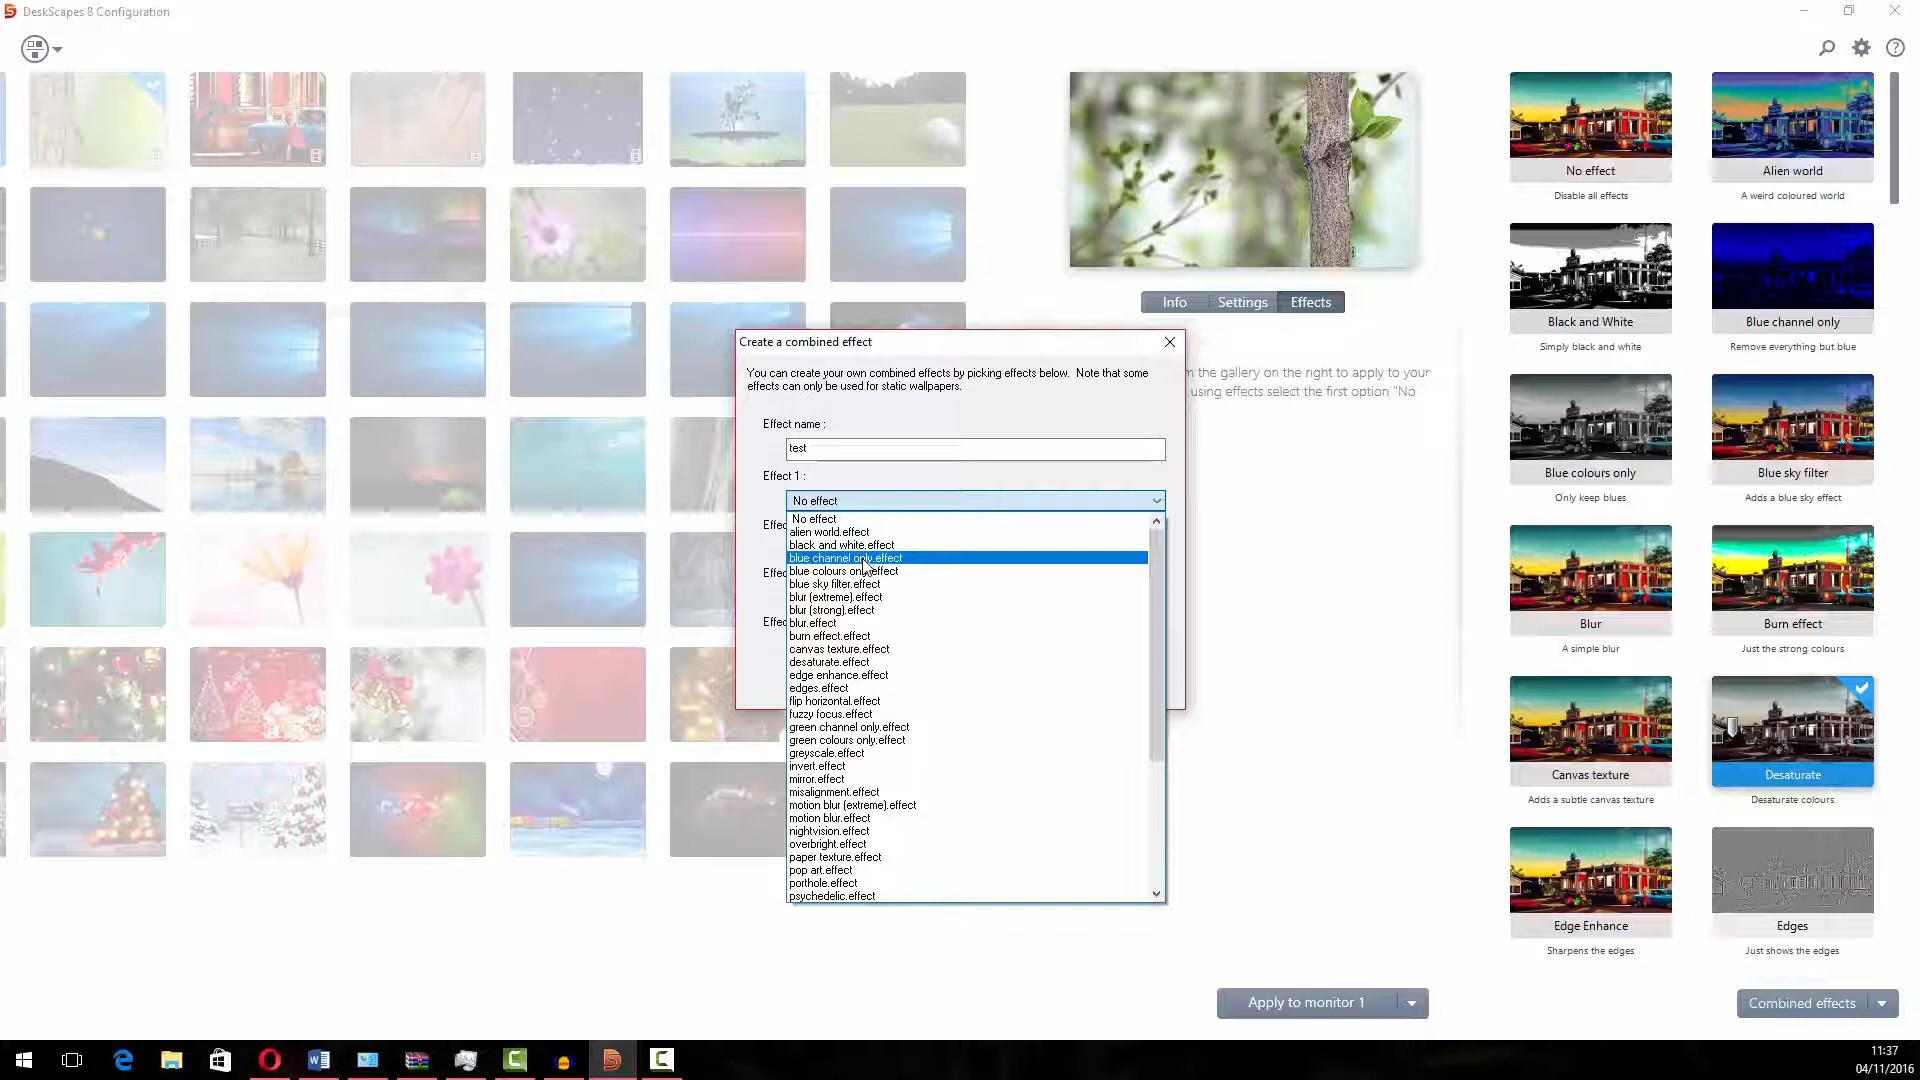 DeskScapes 8 Configuration
Info
Settings
Effects
m the gallery on the right to apply to your
using effects select the first option "No
Create a combined effect
You can create your own combined effects by picking effects below. Note that some
effects can only be used for static wallpapers.
Effect name :
test
Effect 1 :
No effect
Effec
Effec
Effec
No effect
alien world.effect
black and white.effect
blue channel only.effect
blue colours only.effect
blue sky filter.effect
blur (extreme).effect
blur (strong).effect
blur.effect
burn effect.effect
canvas texture.effect
desaturate.effect
edge enhance.effect
edges.effect
flip horizontal.effect
fuzzy focus.effect
green channel only.effect
green colours only.effect
greyscale.effect
invert.effect
mirror.effect
misalignment.effect
motion blur (extreme).effect
motion blur.effect
nightvision.effect
overbright.effect
paper texture.effect
pop art.effect
porthole.effect
psychedelic.effect
No effect
Disable all effects
Alien world
A weird coloured world
Black and White
Simply black and white
Blue channel only
Remove everything but blue
Blue colours only
Only keep blues
Blue sky filter
Adds a blue sky effect
Blur
A simple blur
Burn effect
Just the strong colours
Canvas texture
Adds a subtle canvas texture
Desaturate
Desaturate colours
Edge Enhance
Sharpens the edges
Edges
Just shows the edges
Apply to monitor 1
Combined effects
11:37
04/11/2016